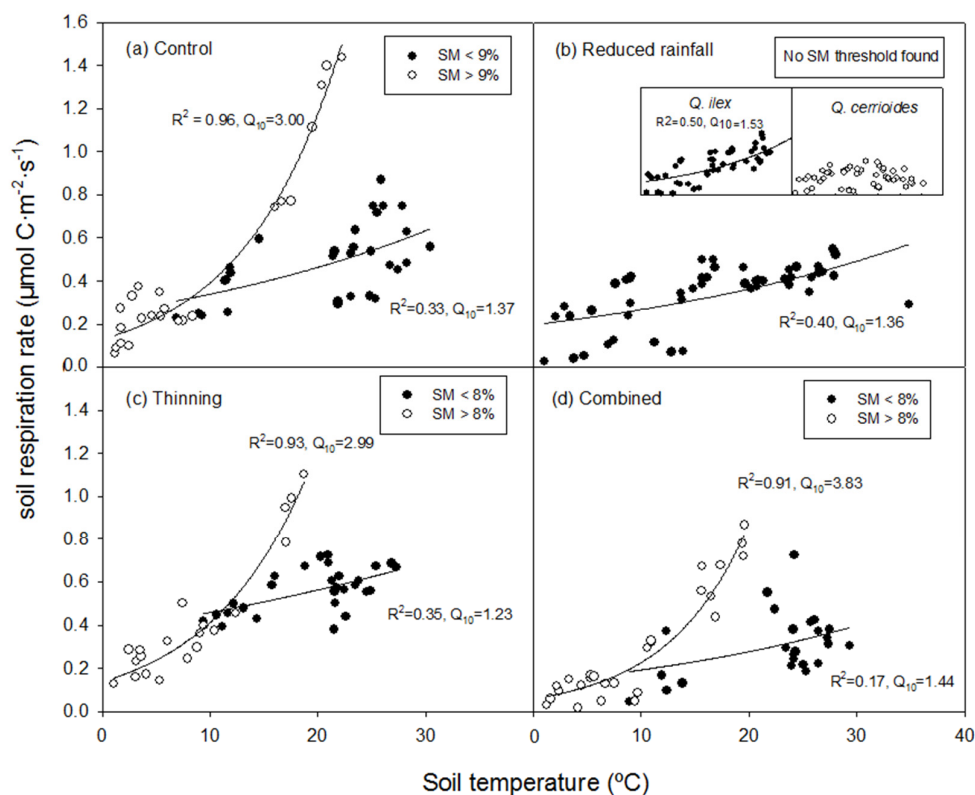 soil respiration rate (µmol C·m⁻²·s⁻¹)
1.6
1.4
1.2
1.0
0.8
0.6
0.4
0.2
0.0
(a) Control
SM < 9%
SM > 9%
R² = 0.96, Q₁₀=3.00
R²=0.33, Q₁₀=1.37
(b) Reduced rainfall
No SM threshold found
Q. ilex
R2=0.50, Q10=1.53
Q. cerrioides
R²=0.40, Q₁₀=1.36
1.4
1.2
1.0
0.8
0.6
0.4
0.2
0.0
(c) Thinning
SM < 8%
SM > 8%
R²=0.93, Q₁₀=2.99
R²=0.35, Q₁₀=1.23
(d) Combined
SM < 8%
SM > 8%
R²=0.91, Q₁₀=3.83
R²=0.17, Q₁₀=1.44
0 10 20 30 0 10 20 30 40
Soil temperature (ºC)